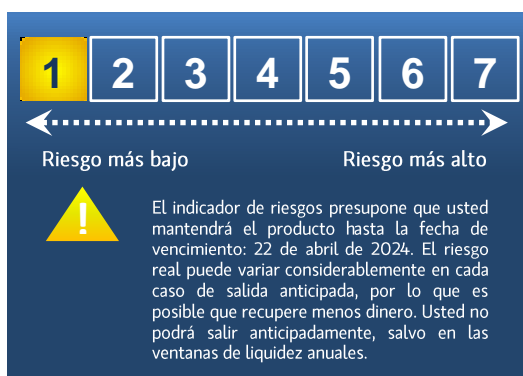 1 2 3 4 5 6 7
Riesgo más bajo Riesgo más alto
!
El indicador de riesgos presupone que usted
mantendrá el producto hasta la fecha de
vencimiento: 22 de abril de 2024. El riesgo
real puede variar considerablemente en cada
caso de salida anticipada, por lo que es
posible que recupere menos dinero. Usted no
podrá salir anticipadamente, salvo en las
ventanas de liquidez anuales.